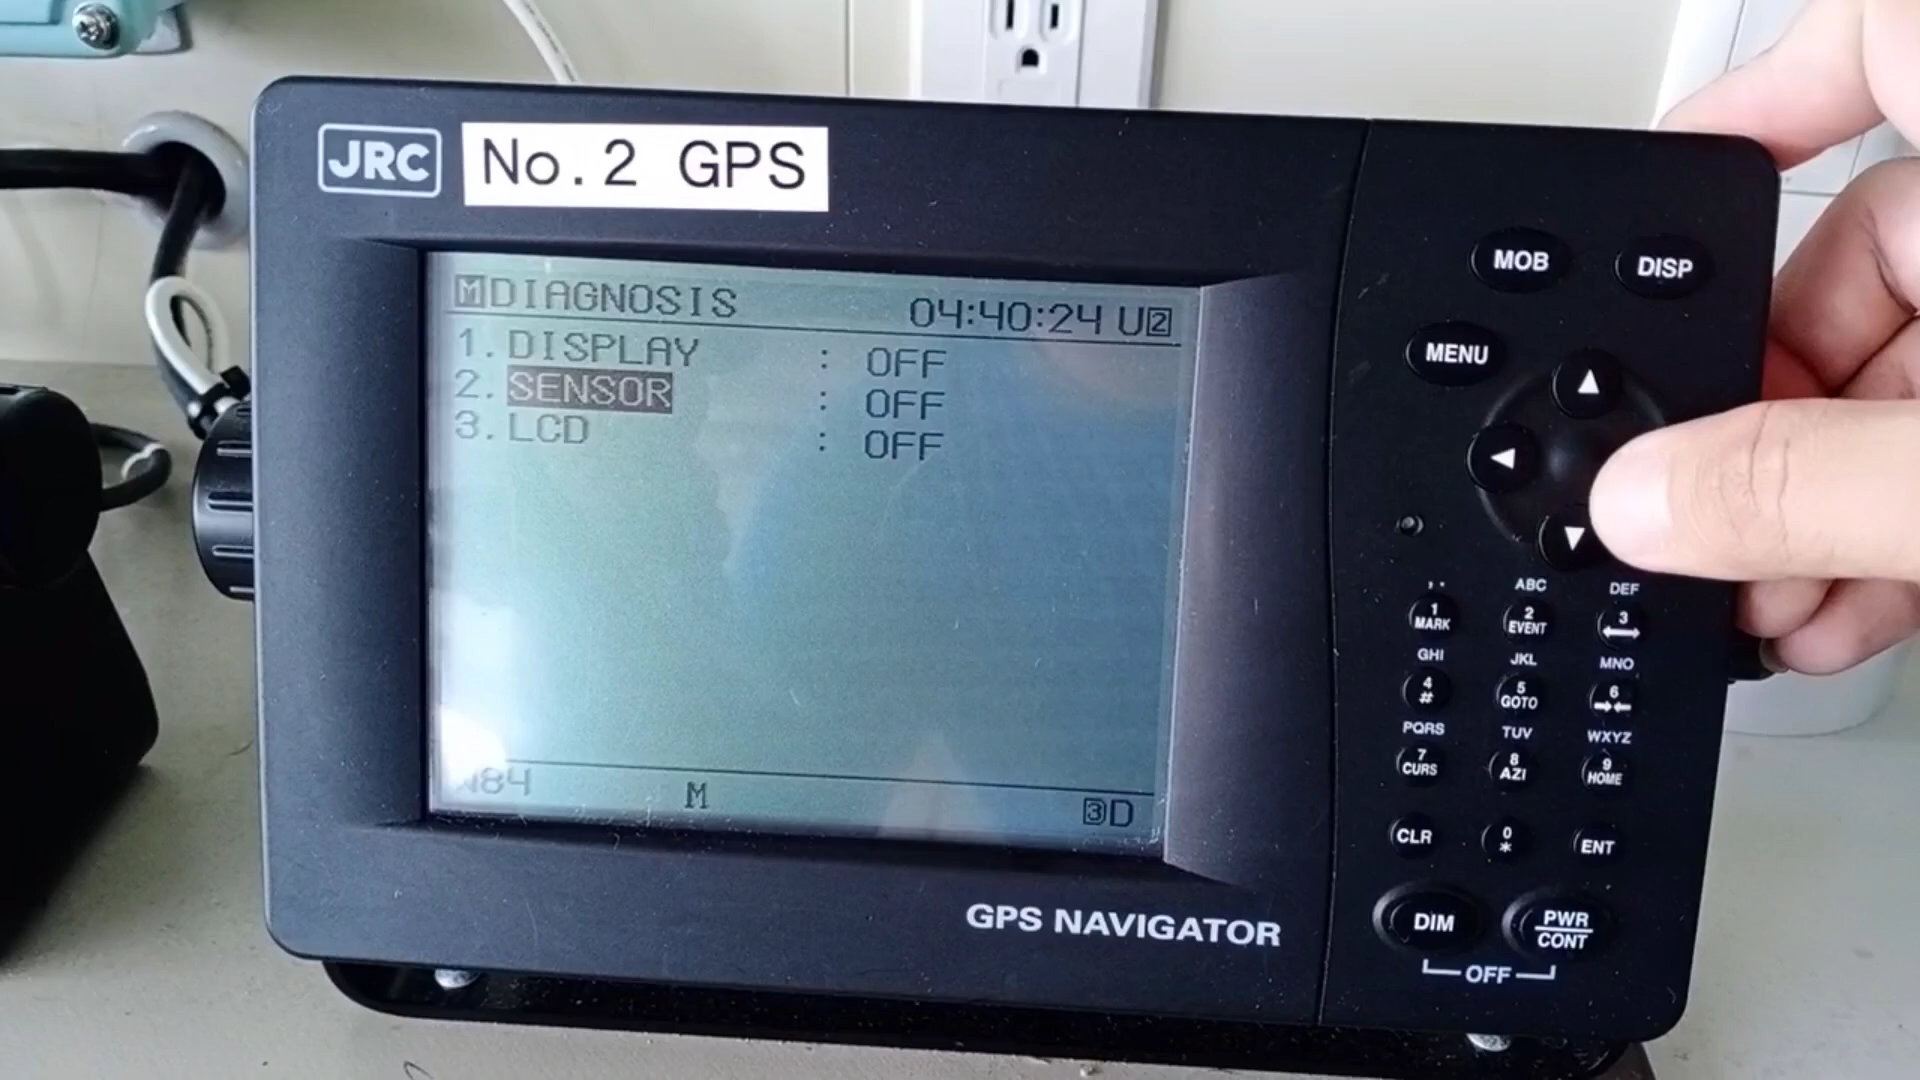 JRC No.2 GPS
M DIAGNOSIS 04:40:24 U2
1. DISPLAY : OFF
2. SENSOR : OFF
3. LCD : OFF
M 3D
GPS NAVIGATOR
MOB DISP
MENU
▲
◀
▼
ABC DEF
1 2 3
MARK EVENT
GHI JKL MNO
4 5 6
# GOTO
PQRS TUV WXYZ
7 8 9
CURS AZI HOME
CLR 0 ENT
*
DIM PWR
CONT
OFF